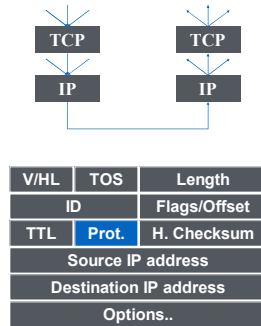 TCP TCP
IP IP
V/HL TOS Length
ID Flags/Offset
TTL Prot. H. Checksum
Source IP address
Destination IP address
Options..